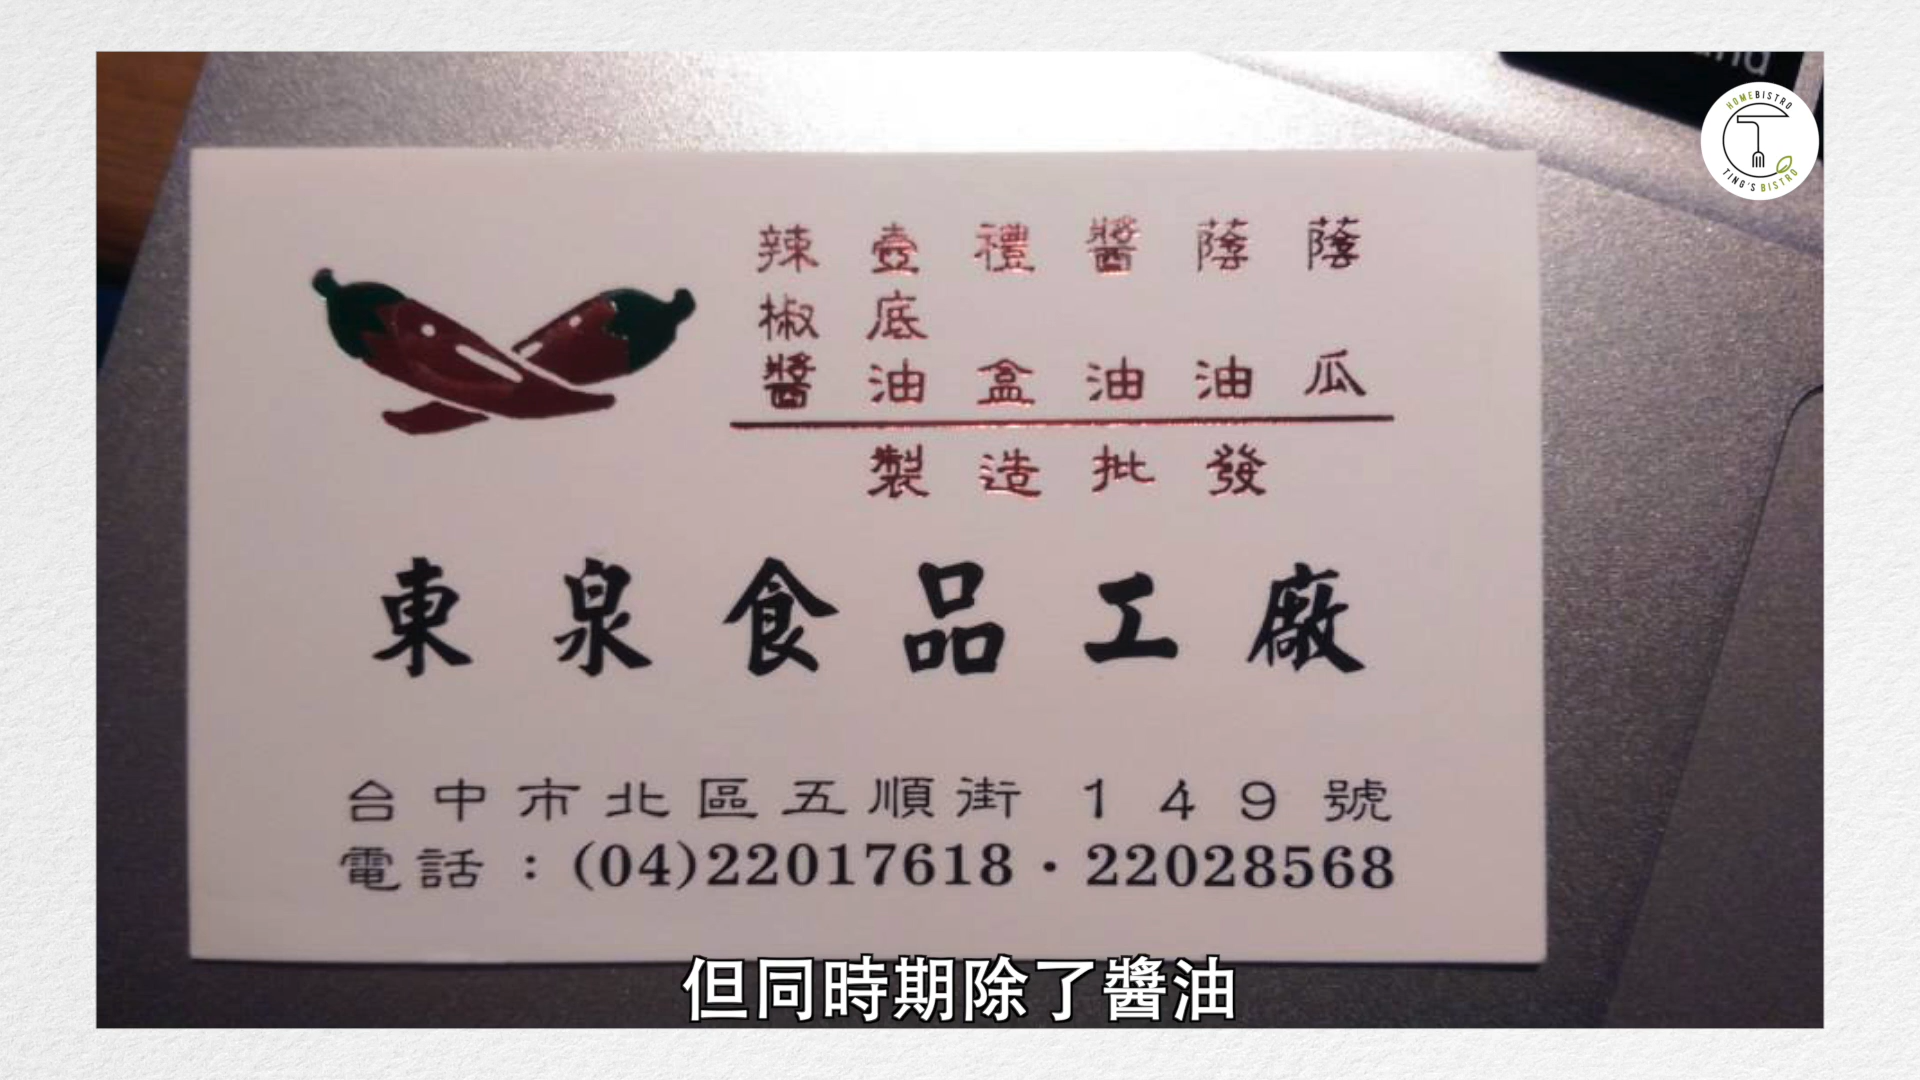 HOMEBISTRO
TING'S BISTRO
辣椒醬
壺底油
禮盒
醬油
蔭油
蔭瓜
製造批發
東泉食品工廠
台中市北區五順街 149號
電話：(04)22017618・22028568
但同時期除了醬油